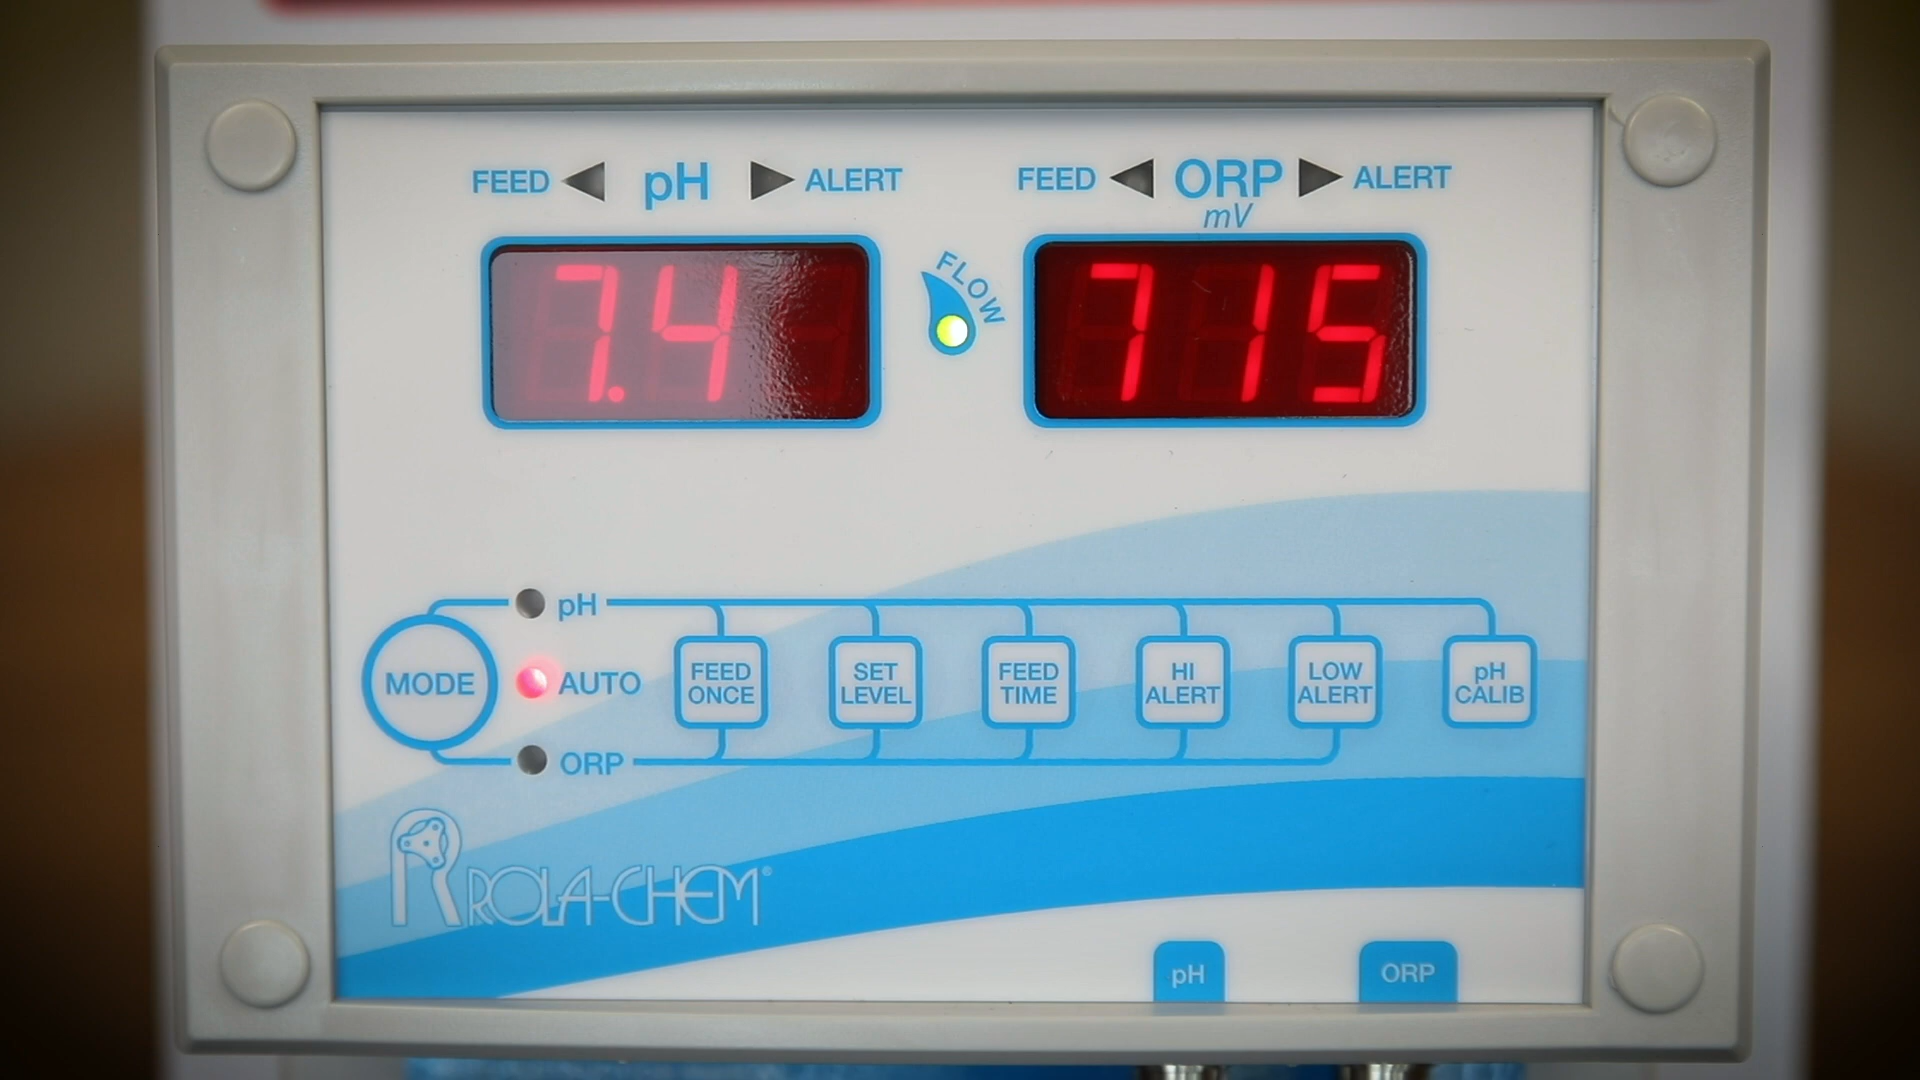 FEED pH ALERT
FEED ORP ALERT
mV
7.4
FLOW
715
pH
MODE
AUTO
ORP
FEED
ONCE
SET
LEVEL
FEED
TIME
HI
ALERT
LOW
ALERT
pH
CALIB
ROLA-CHEM®
pH
ORP